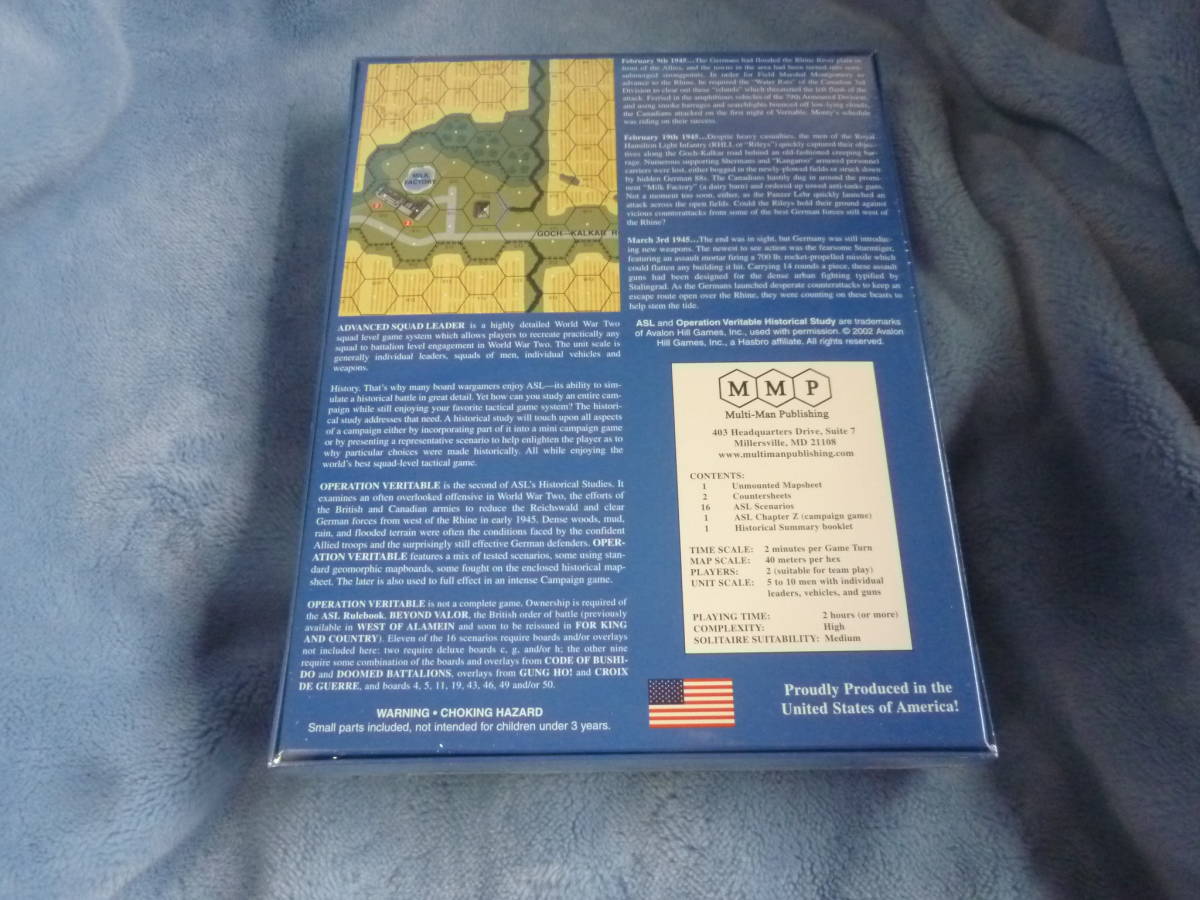 MILK
FACTORY
GOCH—KALKAR R
ADVANCED SQUAD LEADER is a highly detailed World War Two
squad level game system which allows players to recreate practically any
squad to battalion level engagement in World War Two. The unit scale is
generally individual leaders, squads of men, individual vehicles and
weapons.
History. That's why many board wargamers enjoy ASL—its ability to sim-
ulate a historical battle in great detail. Yet how can you study an entire cam-
paign while still enjoying your favorite tactical game system? The histori-
cal study addresses that need. A historical study will touch upon all aspects
of a campaign either by incorporating part of it into a mini campaign game
or by presenting a representative scenario to help enlighten the player as to
why particular choices were made historically. All while enjoying the
world's best squad-level tactical game.
OPERATION VERITABLE is the second of ASL's Historical Studies. It
examines an often overlooked offensive in World War Two, the efforts of
the British and Canadian armies to reduce the Reichswald and clear
German forces from west of the Rhine in early 1945. Dense woods, mud,
rain, and flooded terrain were often the conditions faced by the confident
Allied troops and the surprisingly still effective German defenders. OPER-
ATION VERITABLE features a mix of tested scenarios, some using stan-
dard geomorphic mapboards, some fought on the enclosed historical map-
sheet. The later is also used to full effect in an intense Campaign game.
OPERATION VERITABLE is not a complete game. Ownership is required of
the ASL Rulebook, BEYOND VALOR, the British order of battle (previously
available in WEST OF ALAMEIN and soon to be reissued in FOR KING
AND COUNTRY). Eleven of the 16 scenarios require boards and/or overlays
not included here: two require deluxe boards c, g, and/or h; the other nine
require some combination of the boards and overlays from CODE OF BUSHI-
DO and DOOMED BATTALIONS, overlays from GUNG HO! and CROIX
DE GUERRE, and boards 4, 5, 11, 19, 43, 46, 49 and/or 50.
WARNING • CHOKING HAZARD
Small parts included, not intended for children under 3 years.
February 9th 1945…The Germans had flooded the Rhine River plain in
front of the Allies, and the towns in the area had been turned into semi-
submerged strongpoints. In order for Field Marshal Montgomery to
advance to the Rhine, he required the "Water Rats" of the Canadian 3rd
Division to clear out these "islands" which threatened the left flank of the
attack. Ferried in the amphibious vehicles of the 79th Armoured Division,
and using smoke barrages and searchlights bounced off low-lying clouds,
the Canadians attacked on the first night of Veritable. Monty's schedule
was riding on their success.
February 19th 1945…Despite heavy casualties, the men of the Royal
Hamilton Light Infantry (RHLI, or "Rileys") quickly captured their objec-
tives along the Goch-Kalkar road behind an old-fashioned creeping bar-
rage. Numerous supporting Shermans and "Kangaroo" armored personnel
carriers were lost, either bogged in the newly-plowed fields or struck down
by hidden German 88s. The Canadians hastily dug in around the promi-
nent "Milk Factory" (a dairy barn) and ordered up towed anti-tank guns.
Not a moment too soon, either, as the Panzer Lehr quickly launched an
attack across the open fields. Could the Rileys hold their ground against
vicious counterattacks from some of the best German forces still west of
the Rhine?
March 3rd 1945…The end was in sight, but Germany was still introduc-
ing new weapons. The newest to see action was the fearsome Sturmtiger,
featuring an assault mortar firing a 700 lb. rocket-propelled missile which
could flatten any building it hit. Carrying 14 rounds a piece, these assault
guns had been designed for the dense urban fighting typified by
Stalingrad. As the Germans launched desperate counterattacks to keep an
escape route open over the Rhine, they were counting on these beasts to
help stem the tide.
ASL and Operation Veritable Historical Study are trademarks
of Avalon Hill Games, Inc., used with permission. © 2002 Avalon
Hill Games, Inc., a Hasbro affiliate. All rights reserved.
MMP
Multi-Man Publishing
403 Headquarters Drive, Suite 7
Millersville, MD 21108
www.multimanpublishing.com
CONTENTS:
1 Unmounted Mapsheet
2 Countersheets
16 ASL Scenarios
1 ASL Chapter Z (campaign game)
1 Historical Summary booklet
TIME SCALE: 2 minutes per Game Turn
MAP SCALE: 40 meters per hex
PLAYERS: 2 (suitable for team play)
UNIT SCALE: 5 to 10 men with individual
leaders, vehicles, and guns
PLAYING TIME: 2 hours (or more)
COMPLEXITY: High
SOLITAIRE SUITABILITY: Medium
Proudly Produced in the
United States of America!